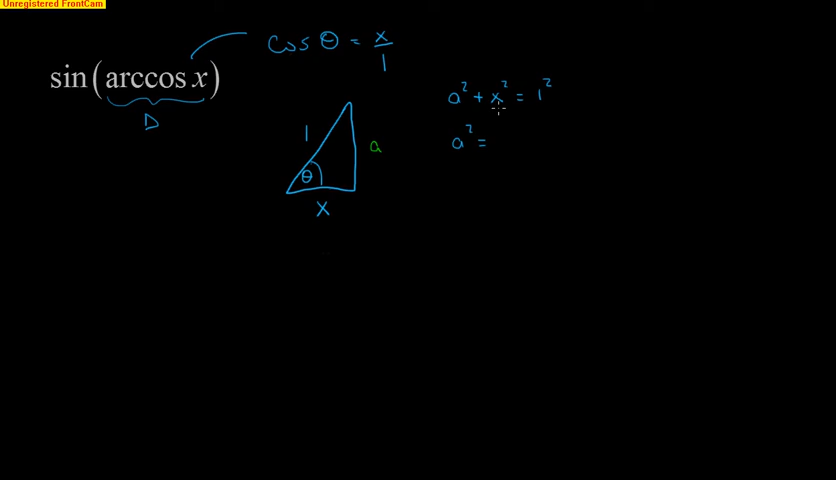 Unregistered FrontCam
cos θ = x/1
sin(arccos x)
D
a² + x² = 1²
a² =
1
a
θ
x